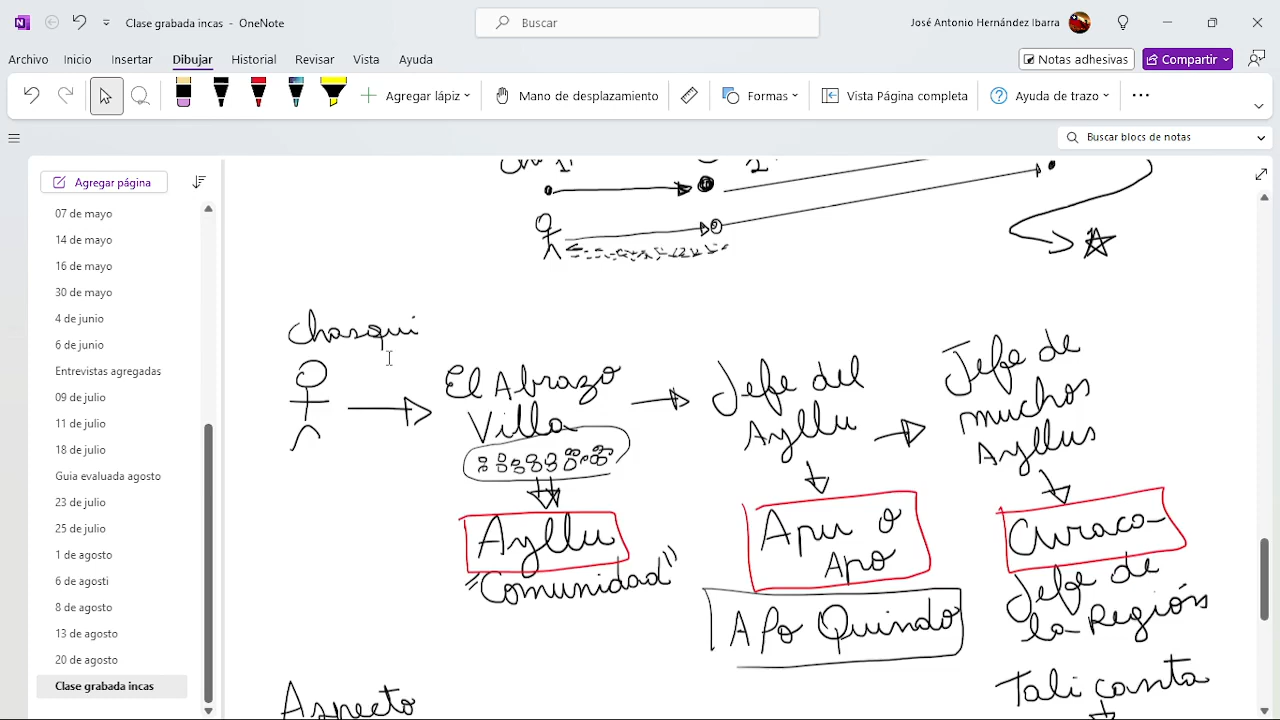 Clase grabada incas - OneNote
Buscar
José Antonio Hernández Ibarra
Archivo
Inicio
Insertar
Dibujar
Historial
Revisar
Vista
Ayuda
Notas adhesivas
Compartir
Agregar lápiz
Mano de desplazamiento
Formas
Vista Página completa
Ayuda de trazo
Buscar blocs de notas
Agregar página
07 de mayo
14 de mayo
16 de mayo
30 de mayo
4 de junio
6 de junio
Entrevistas agregadas
09 de julio
11 de julio
18 de julio
Guia evaluada agosto
23 de julio
25 de julio
1 de agosto
6 de agosti
8 de agosto
13 de agosto
20 de agosto
Clase grabada incas
1
2
Chasqui
El Abrazo
Villa
Ayllu
"Comunidad"
Jefe del
Ayllu
Apu o
Apo
Apo Quindo
Jefe de
muchos
Ayllus
Curaca
Jefe de
la Región
Tali canta
Aspecto